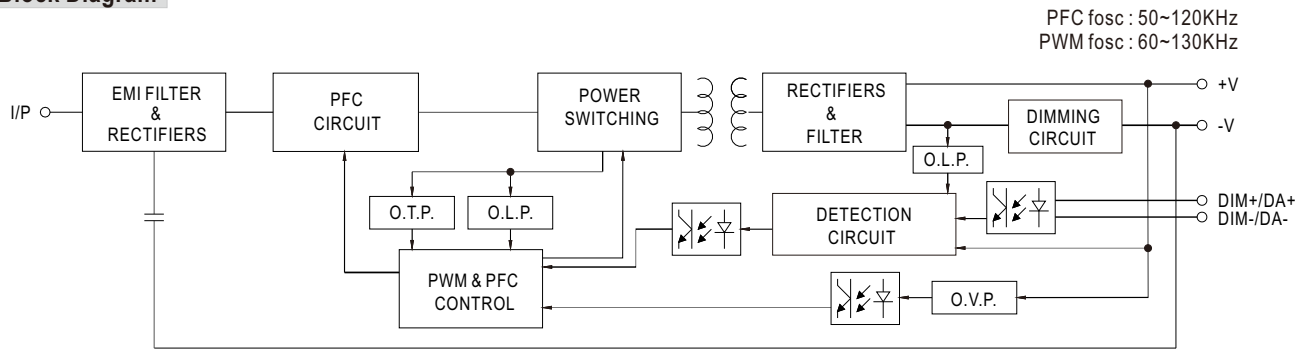 Block Diagram
PFC fosc : 50~120KHz
PWM fosc : 60~130KHz
I/P
EMI FILTER
&
RECTIFIERS
PFC
CIRCUIT
POWER
SWITCHING
RECTIFIERS
&
FILTER
+V
-V
DIMMING
CIRCUIT
O.L.P.
O.T.P.
O.L.P.
DETECTION
CIRCUIT
DIM+/DA+
DIM-/DA-
PWM & PFC
CONTROL
O.V.P.